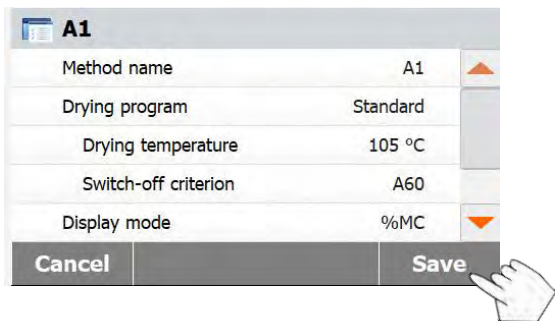 A1
Method name A1
Drying program Standard
Drying temperature 105 °C
Switch-off criterion A60
Display mode %MC
Cancel Save